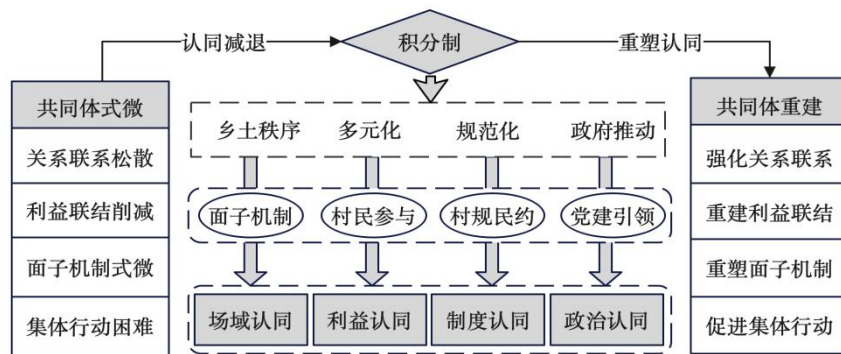 认同减退
积分制
重塑认同
共同体式微
关系联系松散
利益联结削减
面子机制式微
集体行动困难
乡土秩序 多元化 规范化 政府推动
面子机制 村民参与 村规民约 党建引领
场域认同 利益认同 制度认同 政治认同
共同体重建
强化关系联系
重建利益联结
重塑面子机制
促进集体行动